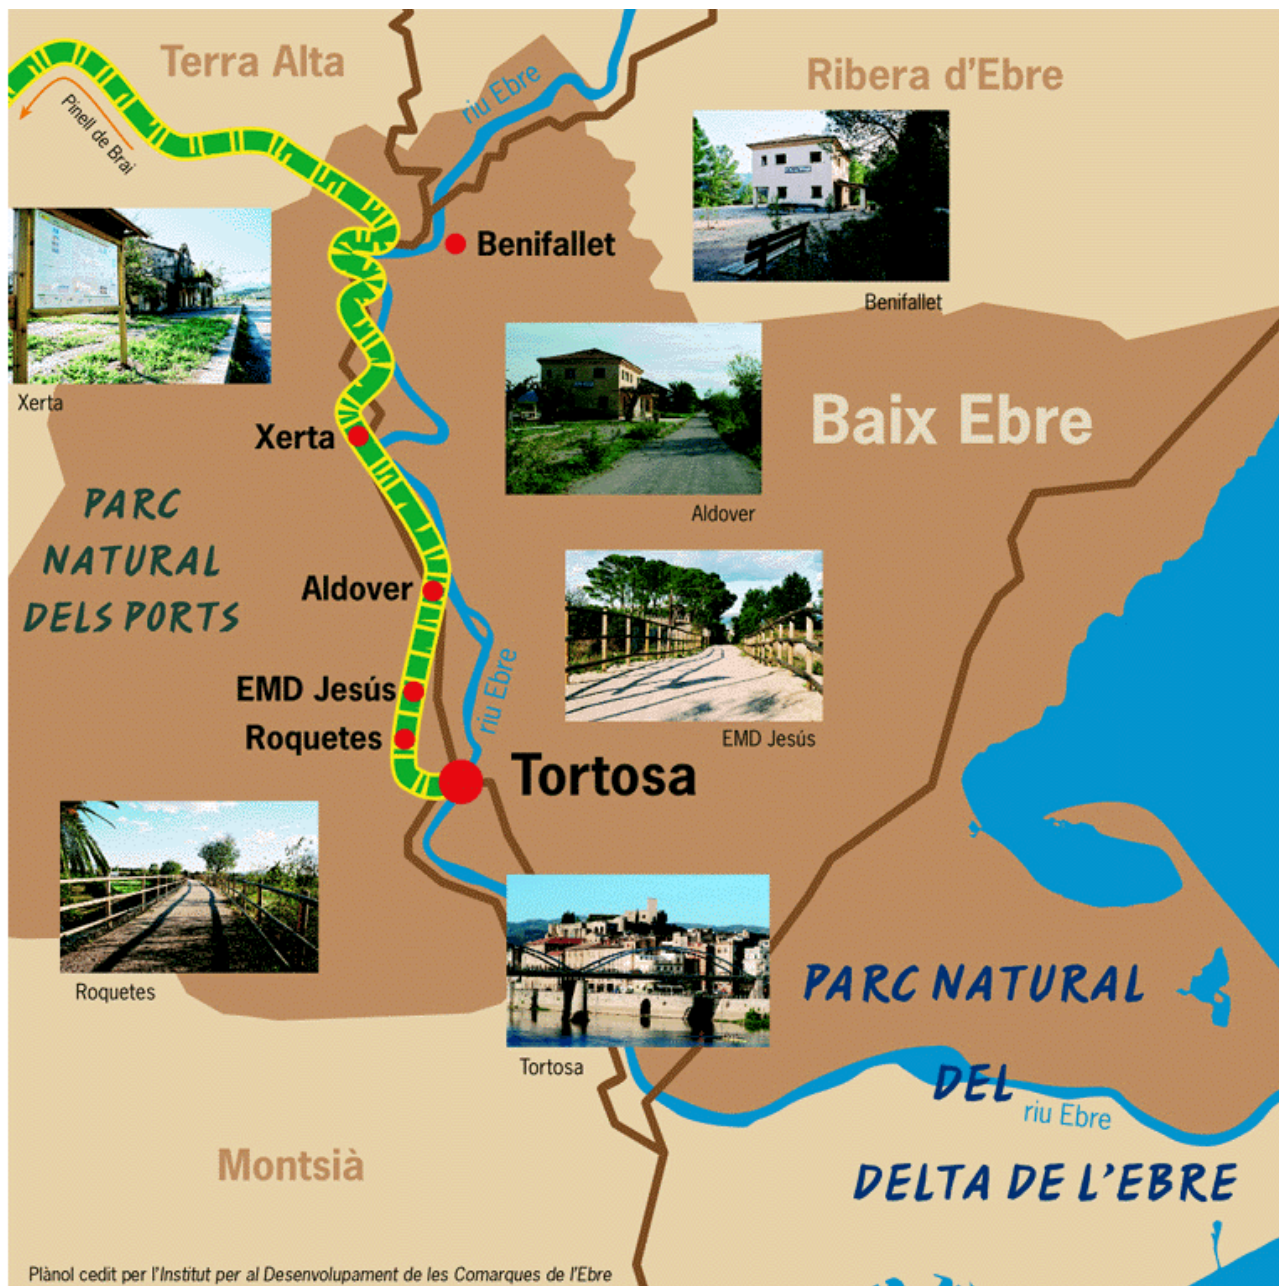 Terra Alta
Ribera d'Ebre
riu Ebre
Pinell de Brai
Benifallet
Benifallet
Xerta
Baix Ebre
Xerta
PARC
NATURAL
DELS PORTS
Aldover
Aldover
EMD Jesús
riu Ebre
Roquetes
EMD Jesús
Tortosa
Roquetes
PARC NATURAL
Tortosa
DEL
riu Ebre
Montsià
DELTA DE L'EBRE
Plànol cedit per l'Institut per al Desenvolupament de les Comarques de l'Ebre